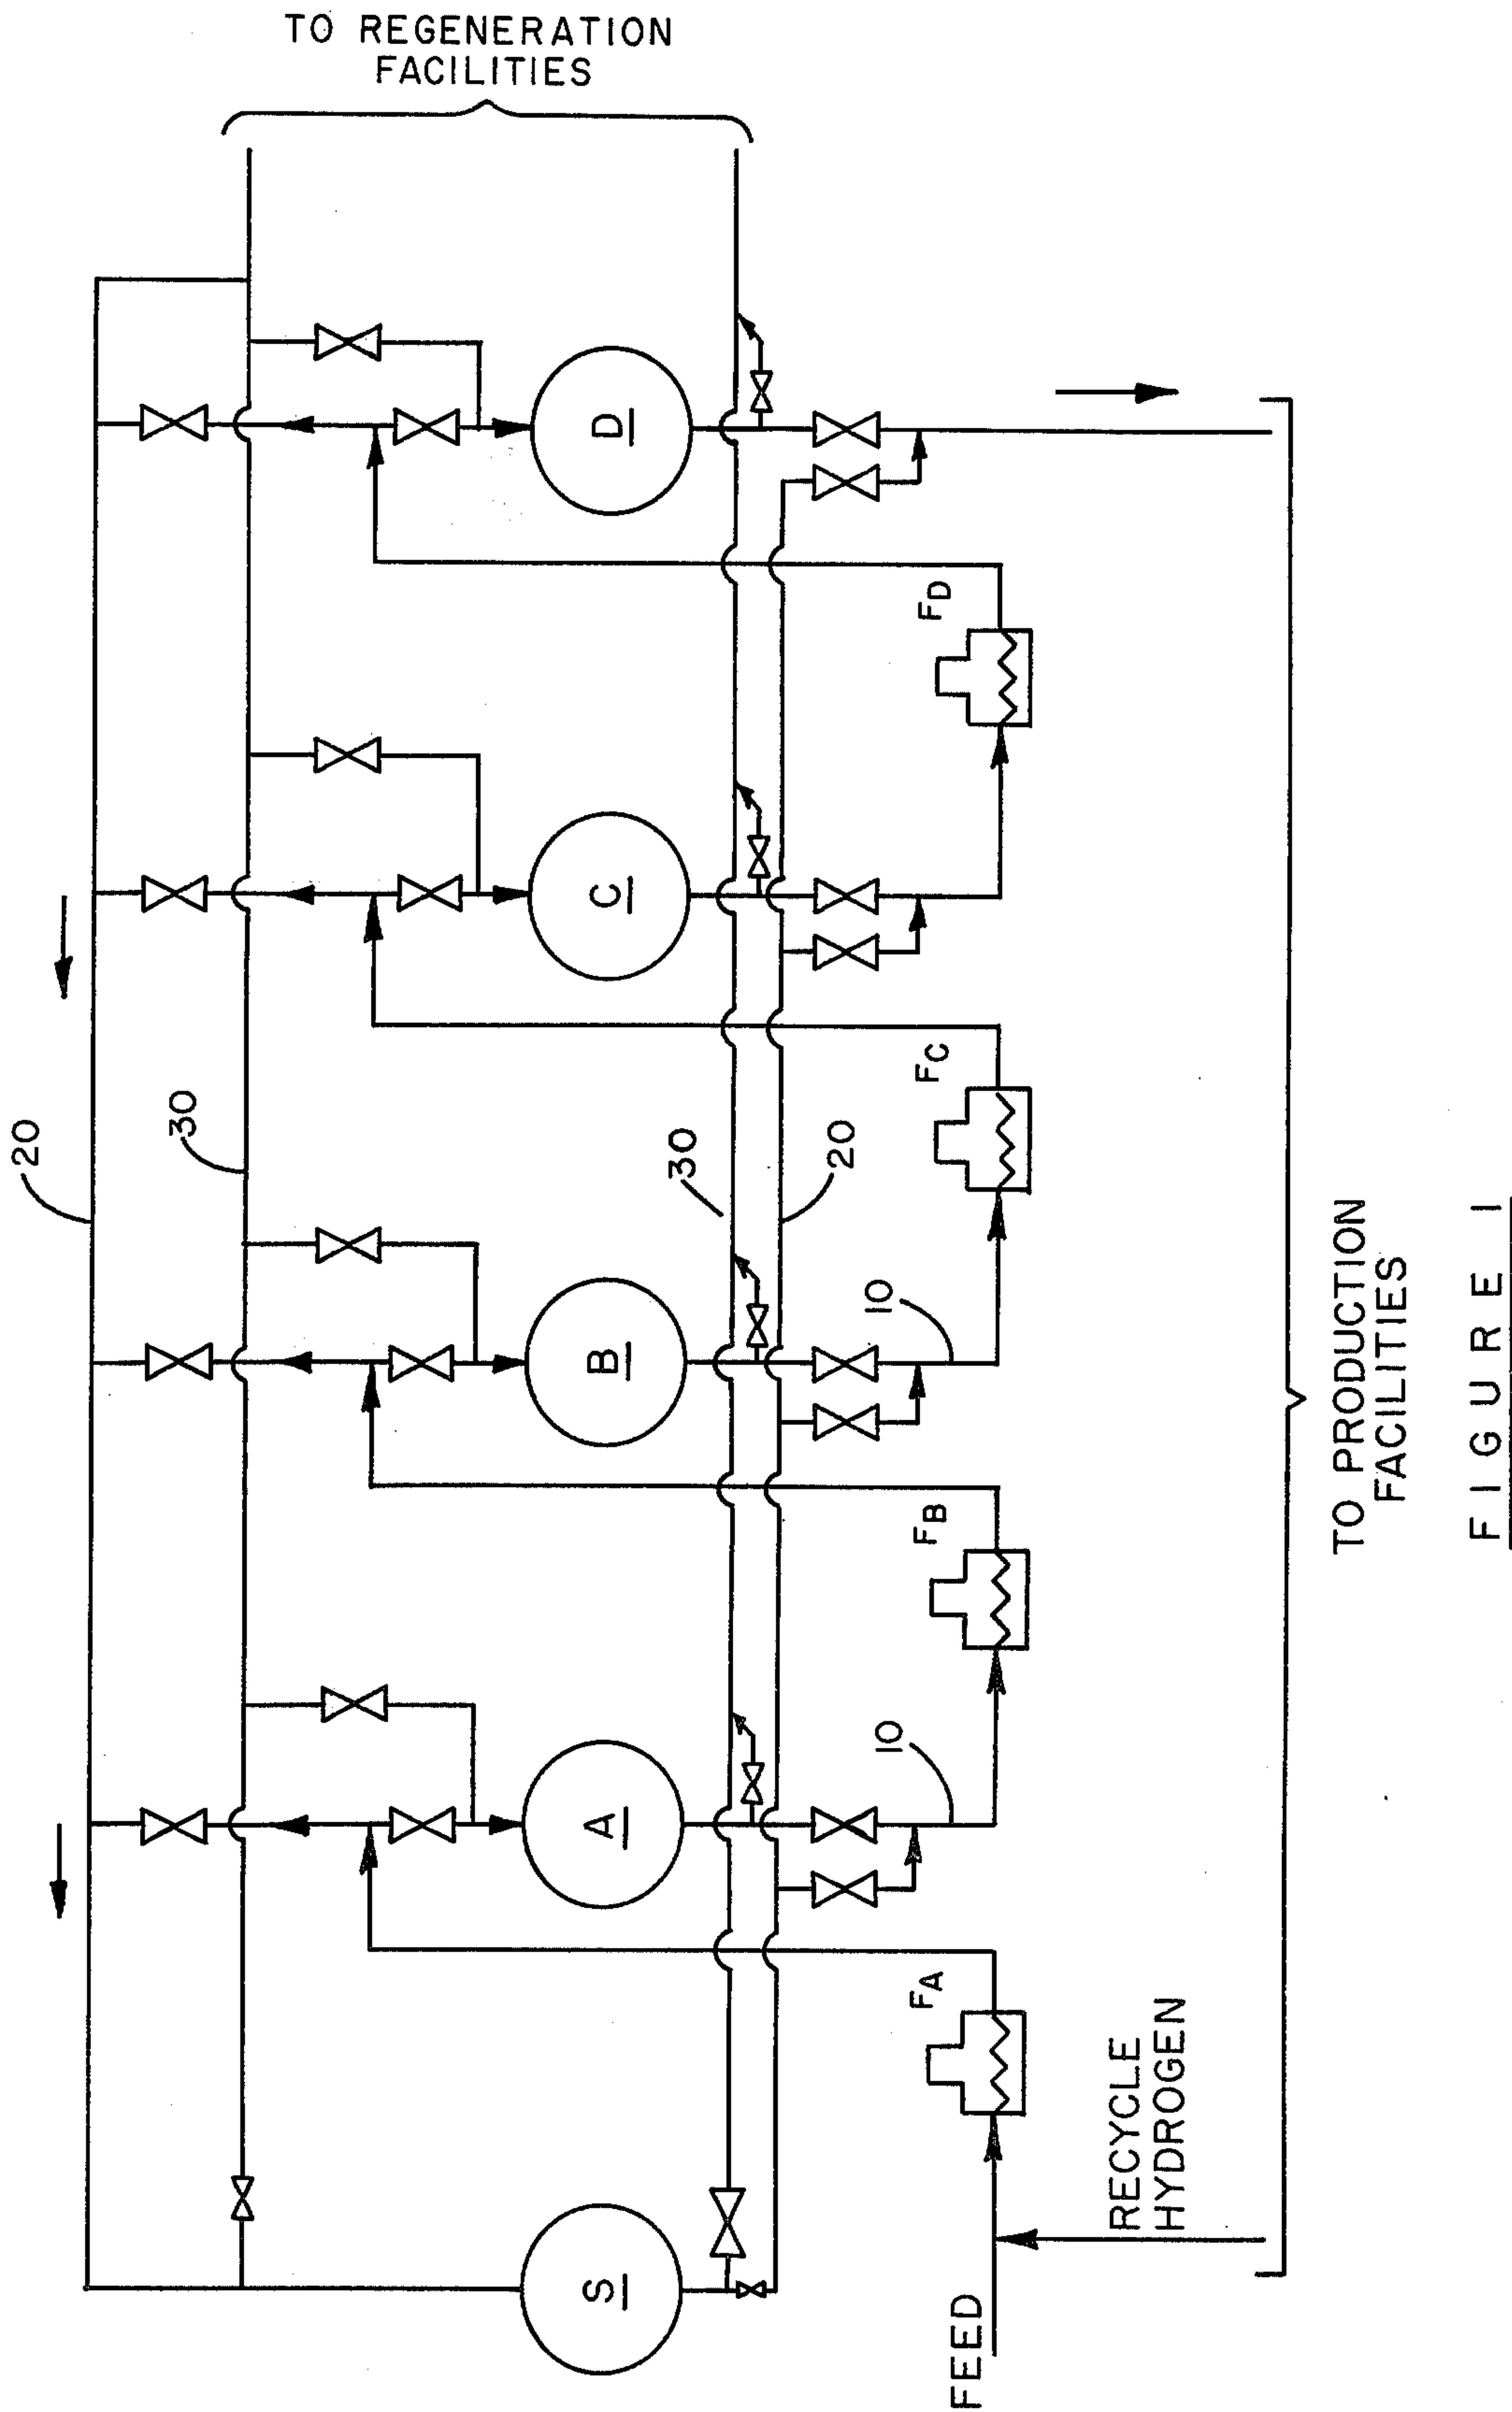 TO REGENERATION
FACILITIES
20
30
30
20
S
A
B
C
D
10
10
FA
FB
FC
FD
FEED
RECYCLE
HYDROGEN
TO PRODUCTION
FACILITIES
FIGURE 1